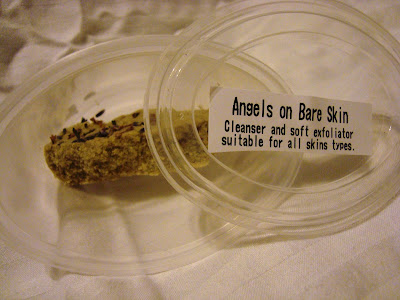 Angels on Bare Skin
Cleanser and soft exfoliator
suitable for all skins types.